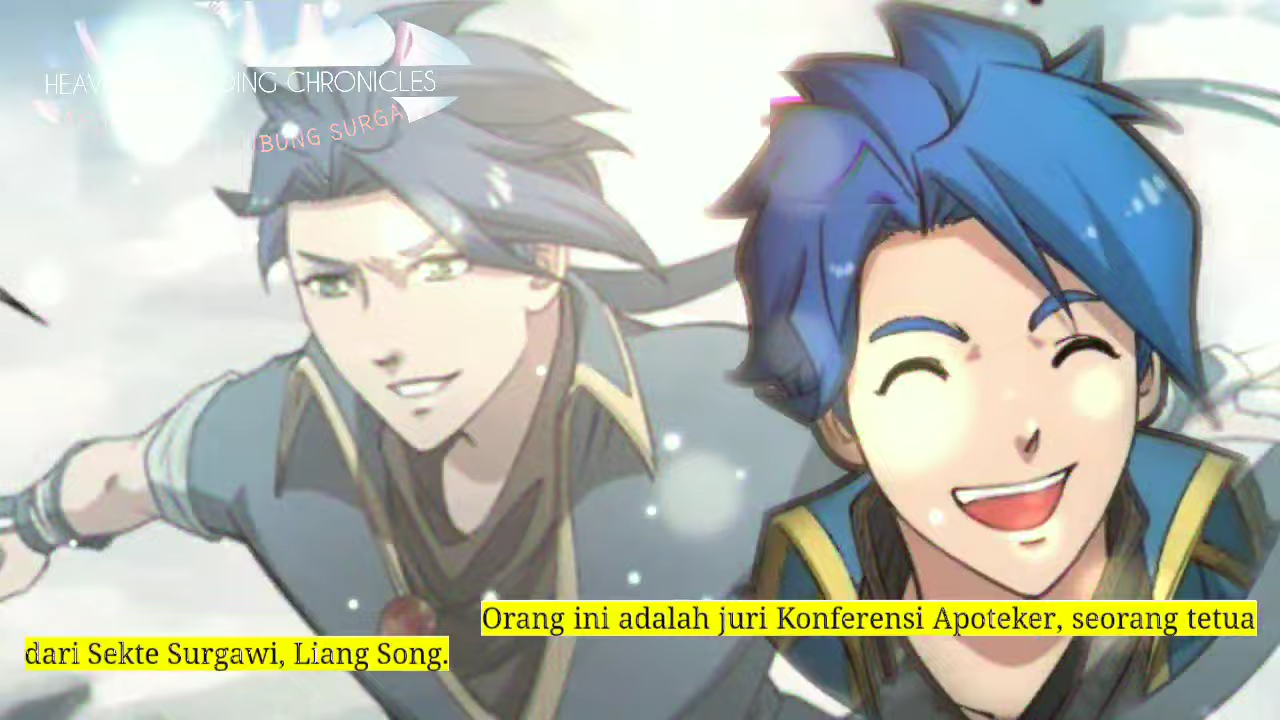 HEAV DING CHRONICLES
BUNG SURGA
Orang ini adalah juri Konferensi Apoteker, seorang tetua
dari Sekte Surgawi, Liang Song.